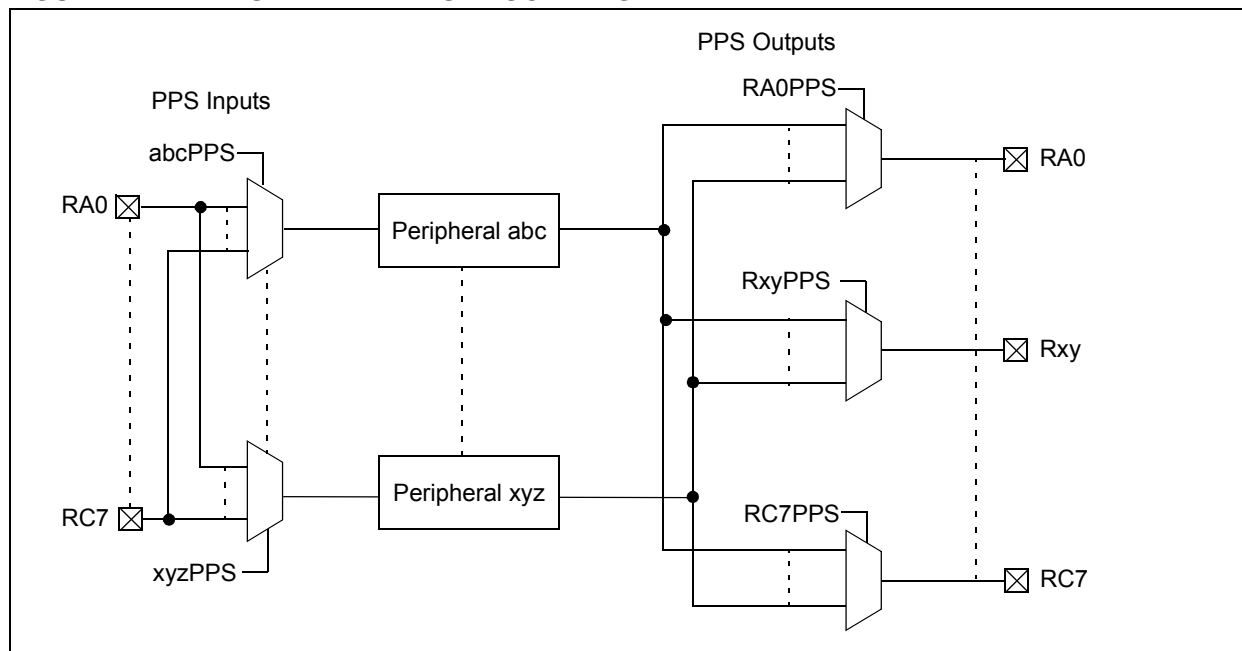 PPS Outputs
RA0PPS
PPS Inputs
abcPPS
RA0
RA0
Peripheral abc
RxyPPS
Rxy
Peripheral xyz
RC7
RC7PPS
xyzPPS
RC7